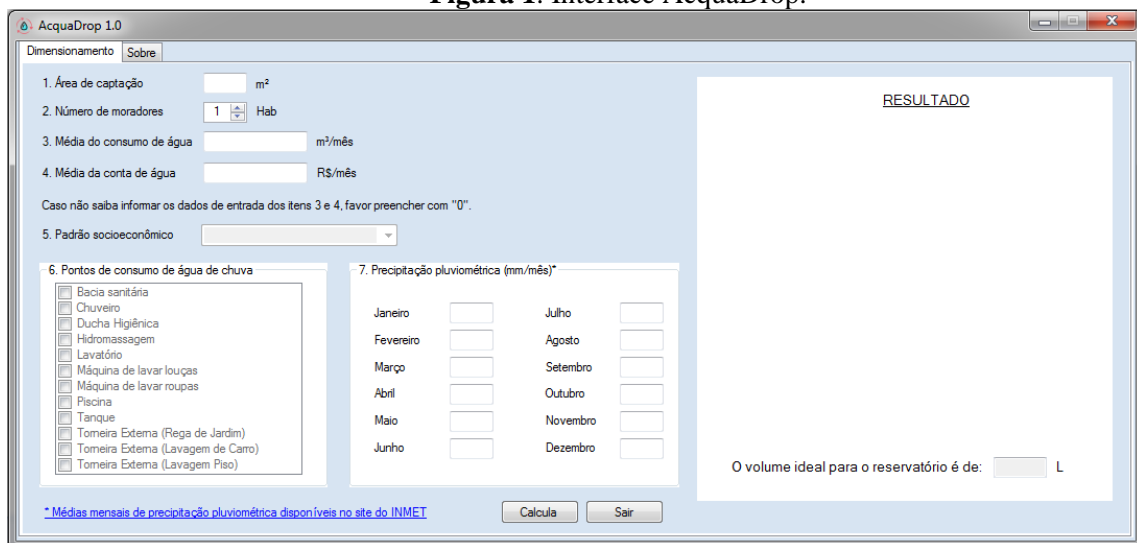 Figura 1. Interface AcquaDrop.
AcquaDrop 1.0
Dimensionamento Sobre
1. Área de captação m²
2. Número de moradores 1 Hab
3. Média do consumo de água m³/mês
4. Média da conta de água R$/mês
Caso não saiba informar os dados de entrada dos itens 3 e 4, favor preencher com "0".
5. Padrão socioeconômico
6. Pontos de consumo de água de chuva
Bacia sanitária
Chuveiro
Ducha Higiênica
Hidromassagem
Lavatório
Máquina de lavar louças
Máquina de lavar roupas
Piscina
Tanque
Torneira Externa (Rega de Jardim)
Torneira Externa (Lavagem de Carro)
Torneira Externa (Lavagem Piso)
7. Precipitação pluviométrica (mm/mês)*
Janeiro Julho
Fevereiro Agosto
Março Setembro
Abril Outubro
Maio Novembro
Junho Dezembro
* Médias mensais de precipitação pluviométrica disponíveis no site do INMET
Calcula Sair
RESULTADO
O volume ideal para o reservatório é de: L